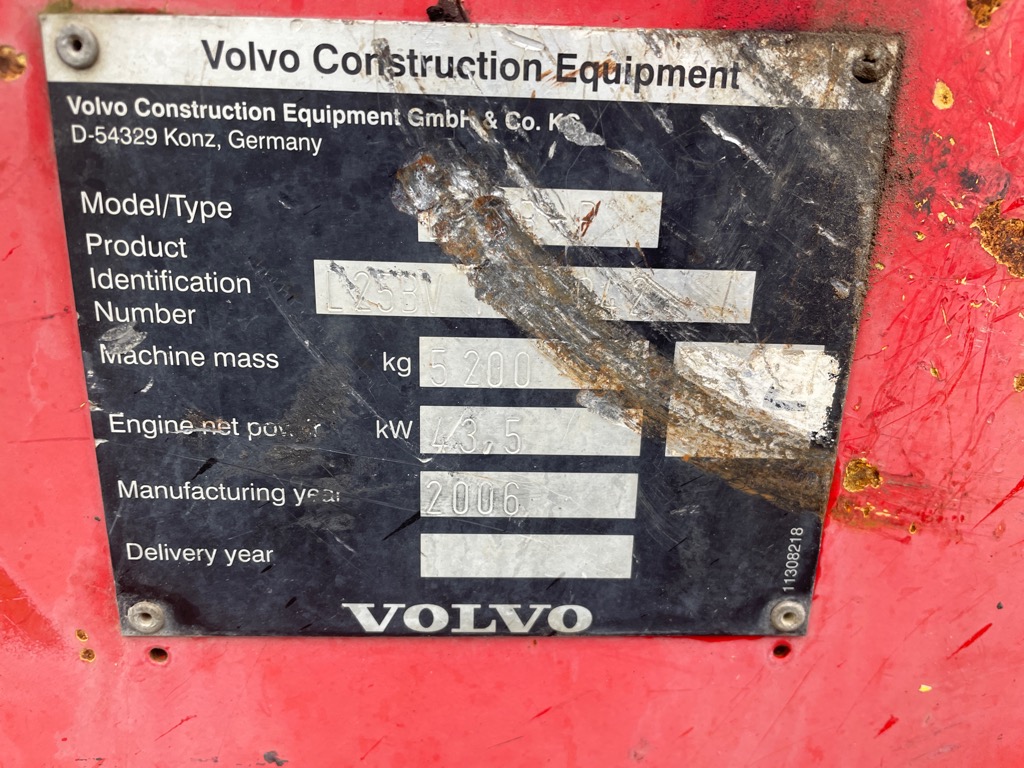 Volvo Construction Equipment
Volvo Construction Equipment GmbH & Co. KG
D-54329 Konz, Germany
Model/Type
Product
Identification
Number
L25BV
Machine mass kg 5 200
Engine net power kW 43,5
Manufacturing year 2006
Delivery year
11308218
VOLVO